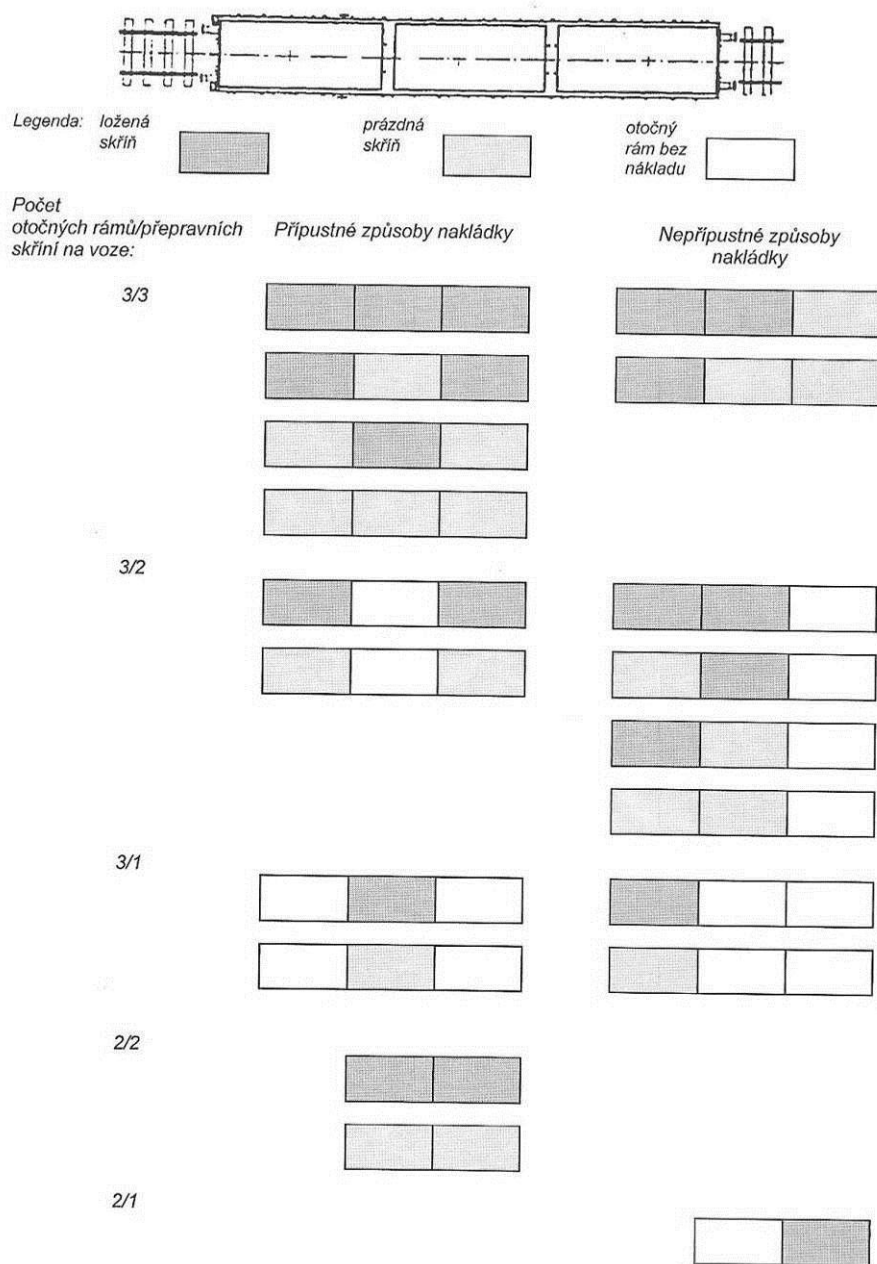 Legenda: ložená skříň
prázdná skříň
otočný rám bez nákladu
Počet
otočných rámů/přepravních
skříní na voze:
Přípustné způsoby nakládky
Nepřípustné způsoby
nakládky
3/3
3/2
3/1
2/2
2/1